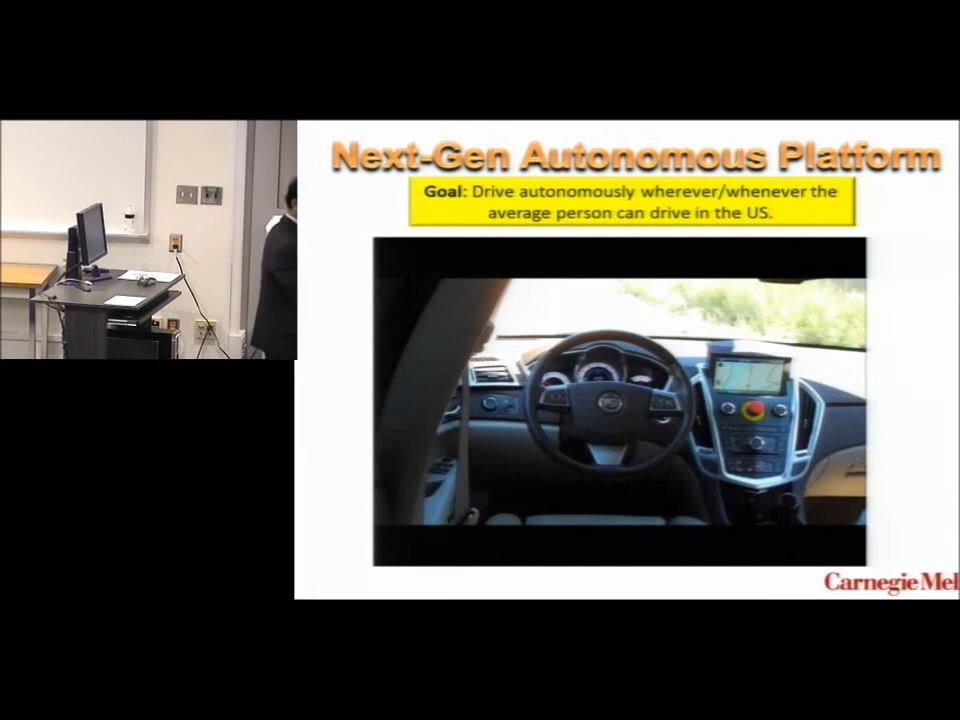 Next-Gen Autonomous Platform
Goal: Drive autonomously wherever/whenever the
average person can drive in the US.
Carnegie Mel